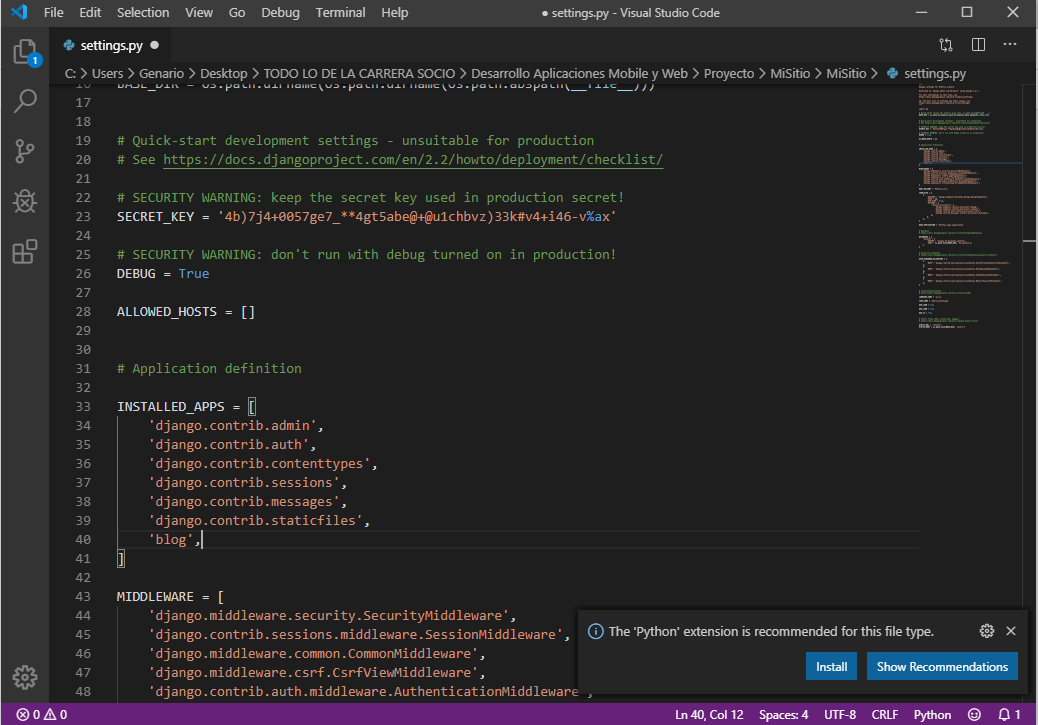 File Edit Selection View Go Debug Terminal Help ● settings.py - Visual Studio Code
settings.py ●
C: > Users > Genario > Desktop > TODO LO DE LA CARRERA SOCIO > Desarrollo Aplicaciones Mobile y Web > Proyecto > MiSitio > MiSitio > settings.py
1
16 BASE_DIR = os.path.dirname(os.path.dirname(os.path.abspath(__file__)))
17
18
19 # Quick-start development settings - unsuitable for production
20 # See https://docs.djangoproject.com/en/2.2/howto/deployment/checklist/
21
22 # SECURITY WARNING: keep the secret key used in production secret!
23 SECRET_KEY = '4b)7j4+0057ge7_**4gt5abe@+@u1chbvz)33k#v4+i46-v%ax'
24
25 # SECURITY WARNING: don't run with debug turned on in production!
26 DEBUG = True
27
28 ALLOWED_HOSTS = []
29
30
31 # Application definition
32
33 INSTALLED_APPS = [
34 'django.contrib.admin',
35 'django.contrib.auth',
36 'django.contrib.contenttypes',
37 'django.contrib.sessions',
38 'django.contrib.messages',
39 'django.contrib.staticfiles',
40 'blog',
41 ]
42
43 MIDDLEWARE = [
44 'django.middleware.security.SecurityMiddleware',
45 'django.contrib.sessions.middleware.SessionMiddleware',
46 'django.middleware.common.CommonMiddleware',
47 'django.middleware.csrf.CsrfViewMiddleware',
48 'django.contrib.auth.middleware.AuthenticationMiddleware',
The 'Python' extension is recommended for this file type.
Install Show Recommendations
0 0 Ln 40, Col 12 Spaces: 4 UTF-8 CRLF Python 1